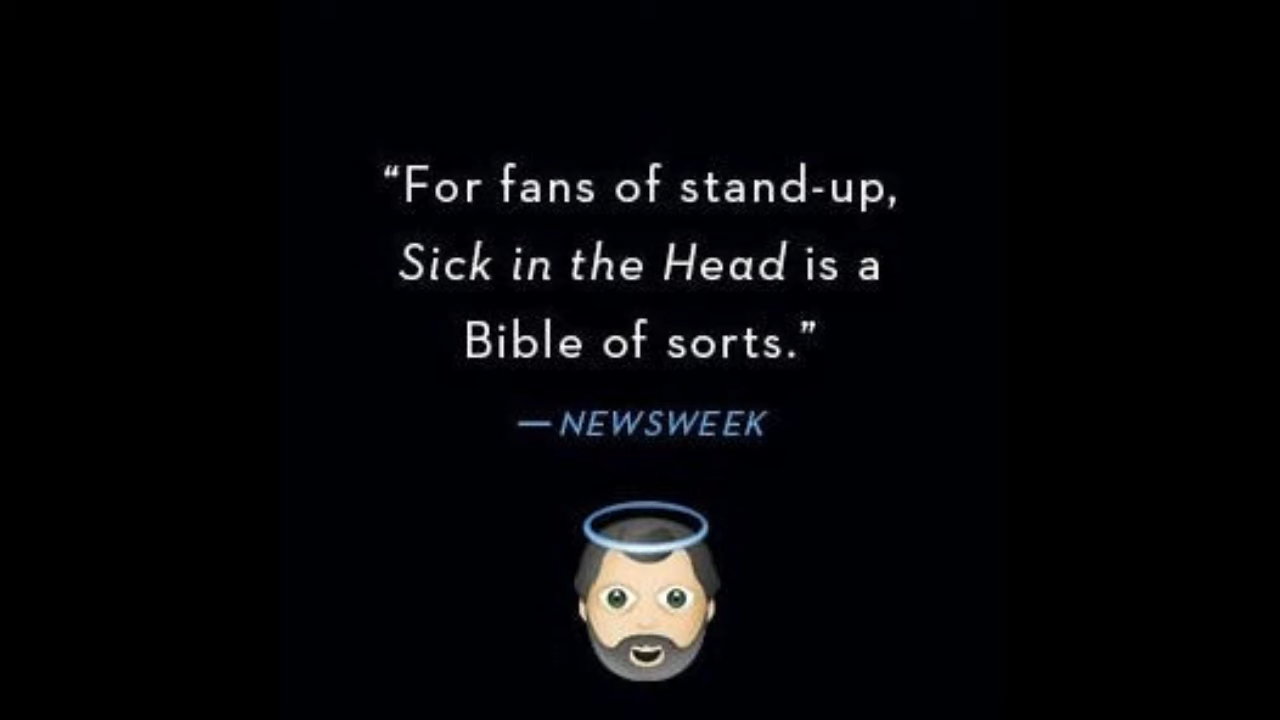 “For fans of stand-up,
Sick in the Head is a
Bible of sorts.”
— NEWSWEEK